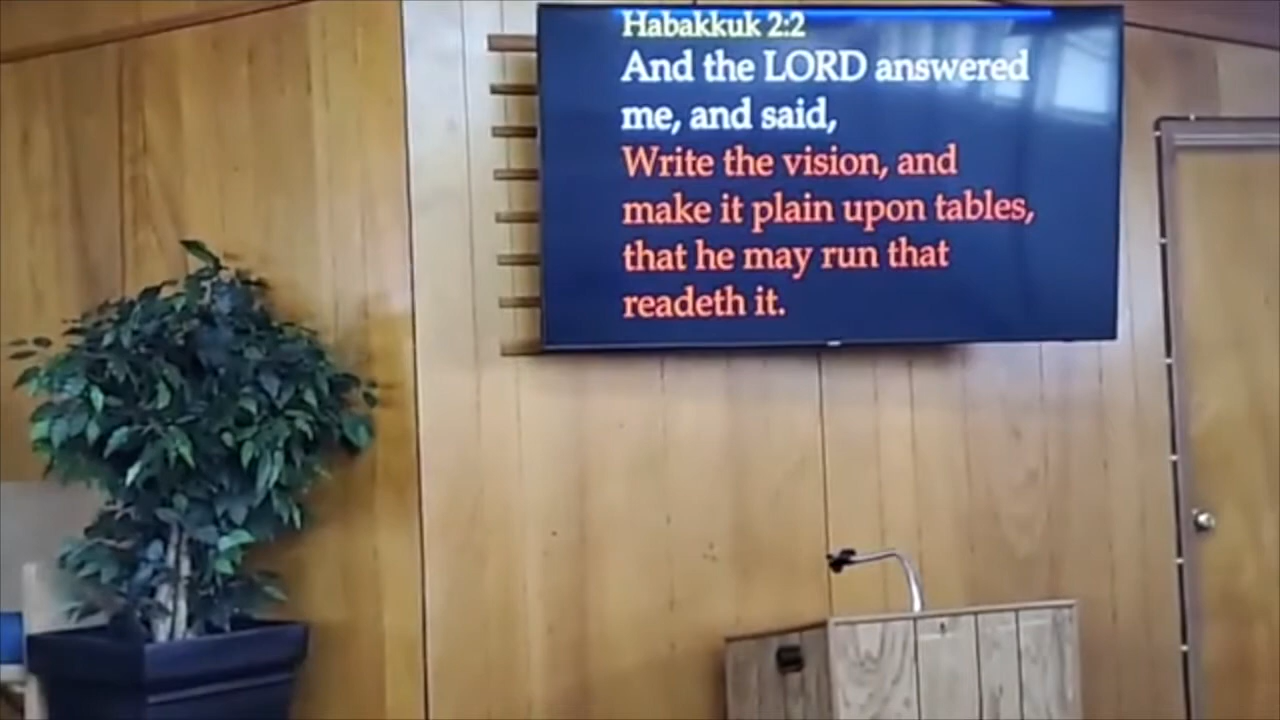 Habakkuk 2:2
And the LORD answered
me, and said,
Write the vision, and
make it plain upon tables,
that he may run that
readeth it.